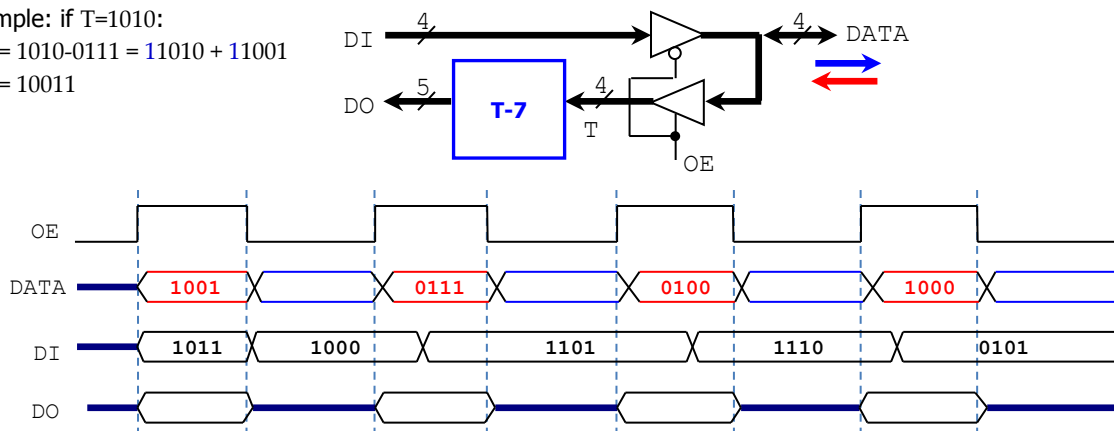 mple: if T=1010:
= 1010-0111 = 11010 + 11001
= 10011
DI 4 4 DATA
DO 5 T-7 4
T
OE
OE
DATA 1001 0111 0100 1000
DI 1011 1000 1101 1110 0101
DO